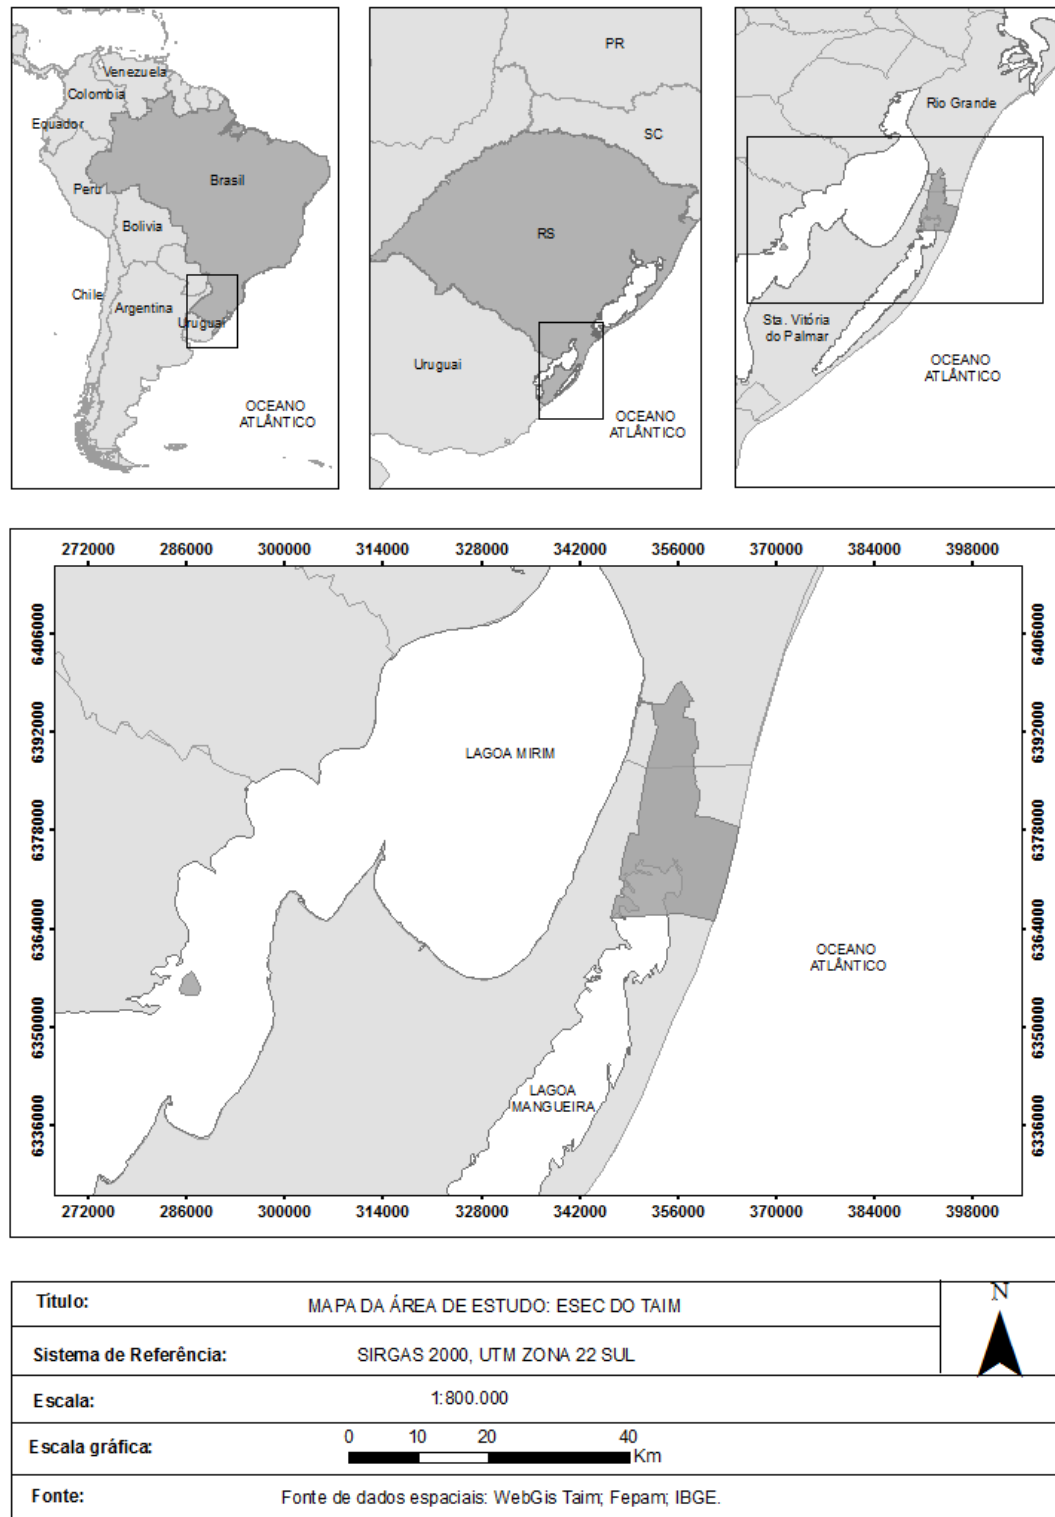 Venezuela
Colombia
Equador
Peru
Brasil
Bolivia
Chile
Argentina
Uruguai
OCEANO
ATLÂNTICO
PR
SC
RS
Uruguai
OCEANO
ATLÂNTICO
Rio Grande
Sta. Vitória
do Palmar
OCEANO
ATLÂNTICO
272000 286000 300000 314000 328000 342000 356000 370000 384000 398000
6406000 6406000
6392000 6392000
6378000 6378000
6364000 6364000
6350000 6350000
6336000 6336000
LAGOA MIRIM
OCEANO
ATLÂNTICO
LAGOA
MANGUEIRA
272000 286000 300000 314000 328000 342000 356000 370000 384000 398000
Título: MAPA DA ÁREA DE ESTUDO: ESEC DO TAIM
N
Sistema de Referência: SIRGAS 2000, UTM ZONA 22 SUL
Escala: 1:800.000
Escala gráfica: 0 10 20 40 Km
Fonte: Fonte de dados espaciais: WebGis Taim; Fepam; IBGE.